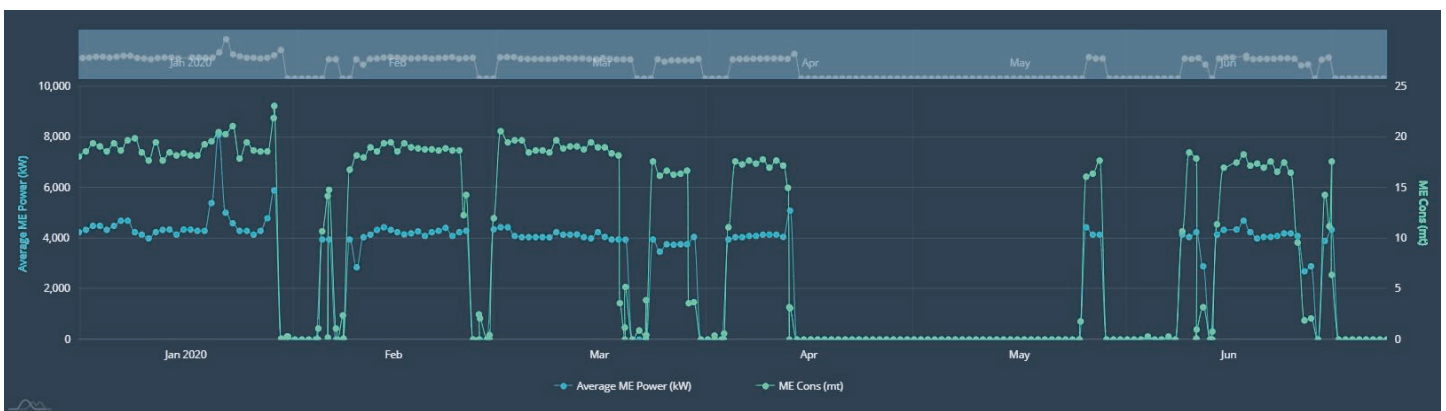 Jan 2020 Feb Mar Apr May Jun
10,000 25
8,000 20
6,000 15
4,000 10
2,000 5
0 0
Average ME Power (kW)
ME Cons (mt)
Jan 2020 Feb Mar Apr May Jun
Average ME Power (kW) ME Cons (mt)